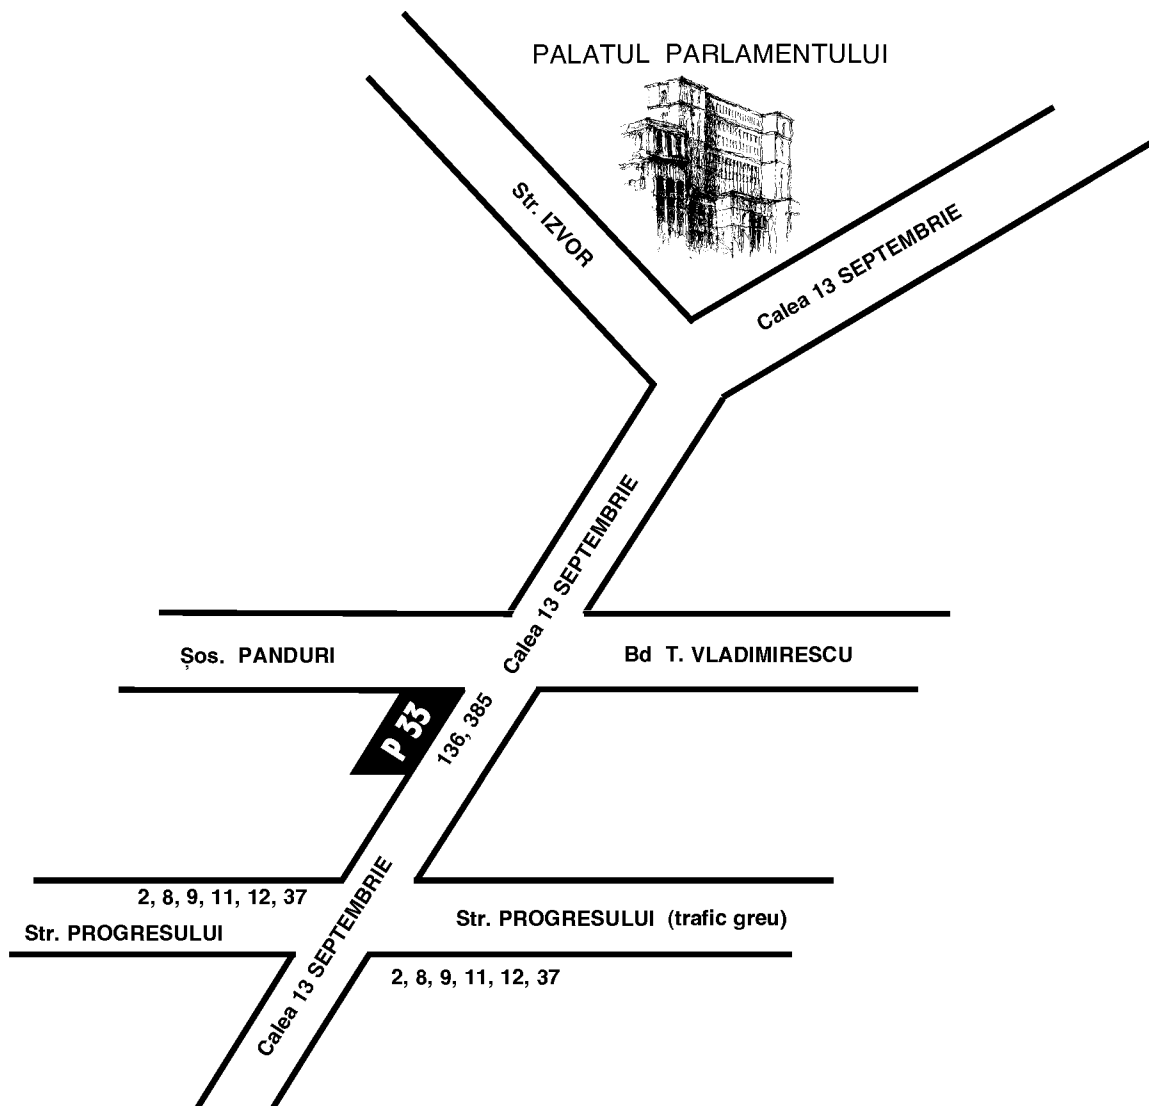 PALATUL PARLAMENTULUI
Str. IZVOR
Calea 13 SEPTEMBRIE
Calea 13 SEPTEMBRIE
Șos. PANDURI
Bd T. VLADIMIRESCU
P 33
136, 385
2, 8, 9, 11, 12, 37
Str. PROGRESULUI
Str. PROGRESULUI (trafic greu)
Calea 13 SEPTEMBRIE
2, 8, 9, 11, 12, 37